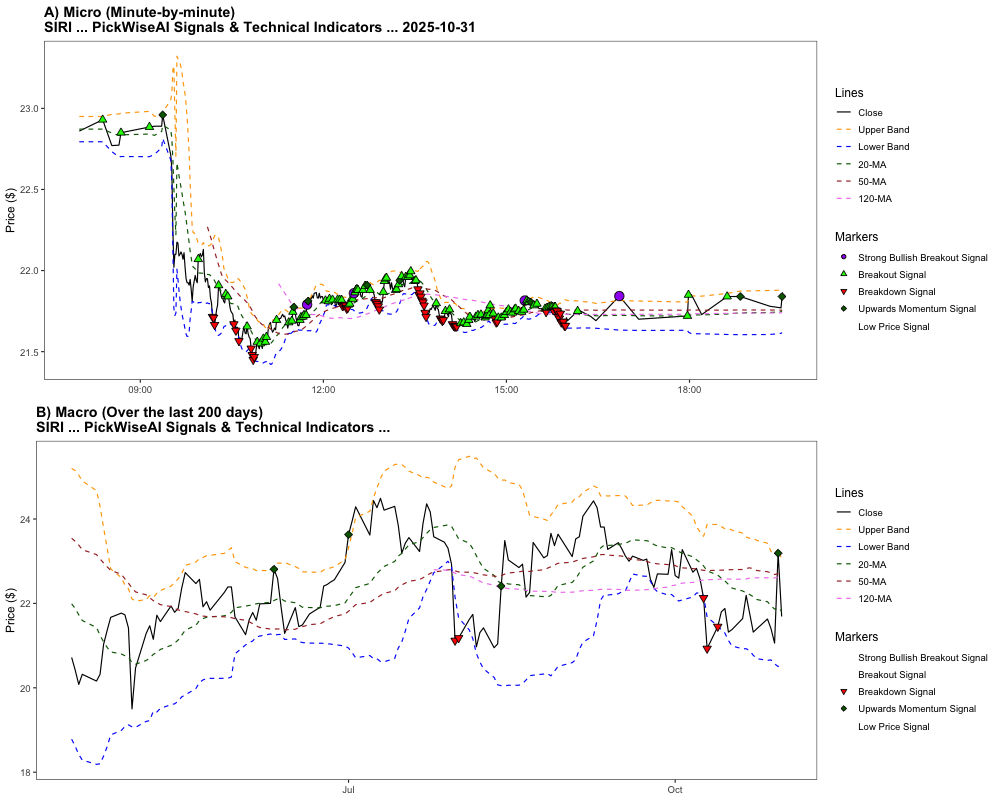 A) Micro (Minute-by-minute)
SIRI ... PickWiseAI Signals & Technical Indicators ... 2025-10-31
Price ($)
23.0
22.5
22.0
21.5
09:00
12:00
15:00
18:00
Lines
Close
Upper Band
Lower Band
20-MA
50-MA
120-MA
Markers
Strong Bullish Breakout Signal
Breakout Signal
Breakdown Signal
Upwards Momentum Signal
Low Price Signal
B) Macro (Over the last 200 days)
SIRI ... PickWiseAI Signals & Technical Indicators ...
Price ($)
24
22
20
18
Jul
Oct
Lines
Close
Upper Band
Lower Band
20-MA
50-MA
120-MA
Markers
Strong Bullish Breakout Signal
Breakout Signal
Breakdown Signal
Upwards Momentum Signal
Low Price Signal